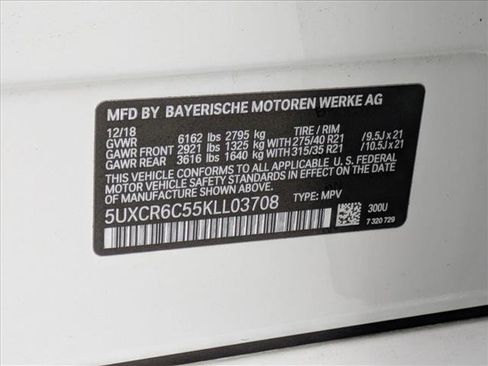 MFD BY BAYERISCHE MOTOREN WERKE AG
12/18 TIRE / RIM
GVWR 6162 lbs 2795 kg
GAWR FRONT 2921 lbs 1325 kg WITH 275/40 R21 / 9.5J x 21
GAWR REAR 3616 lbs 1640 kg WITH 315/35 R21 / 10.5J x 21
THIS VEHICLE CONFORMS TO ALL APPLICABLE U.S. FEDERAL
MOTOR VEHICLE SAFETY STANDARDS IN EFFECT ON THE
DATE OF MANUFACTURE SHOWN ABOVE.
5UXCR6C55KLL03708 TYPE: MPV
300U
7 320 729